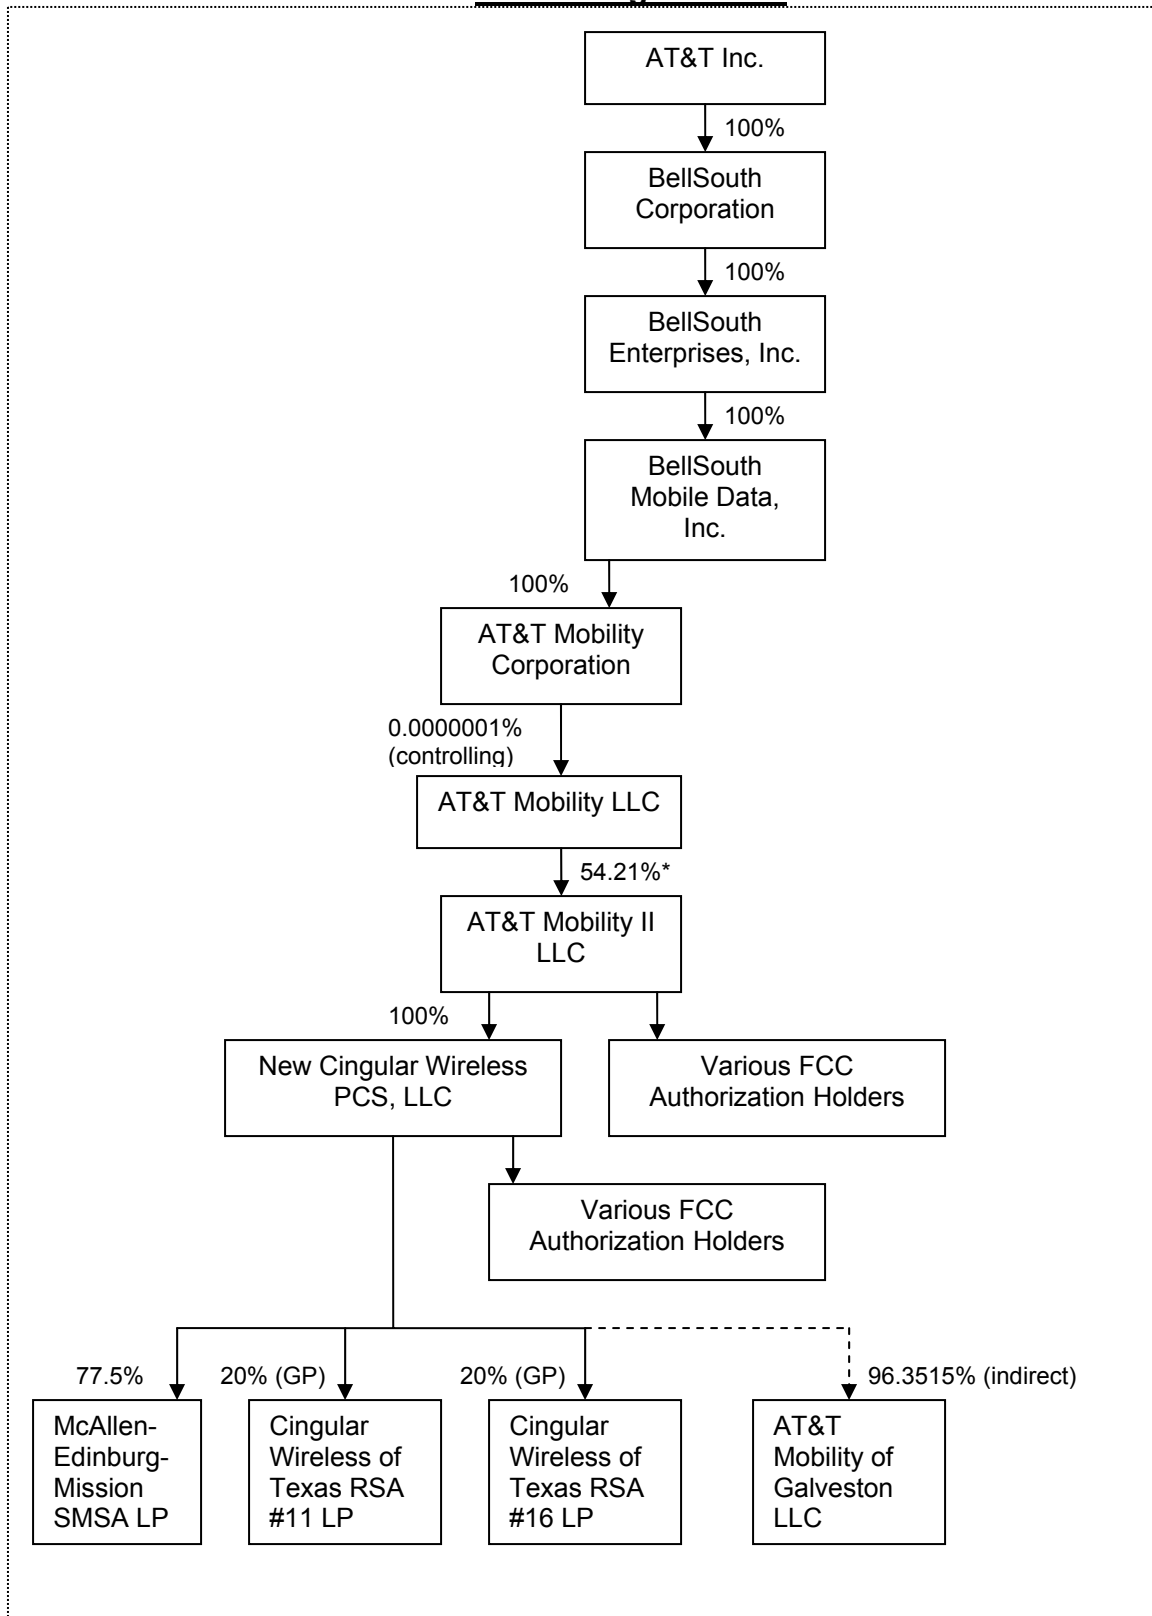 AT&T Inc.
100%
BellSouth
Corporation
100%
BellSouth
Enterprises, Inc.
100%
BellSouth
Mobile Data,
Inc.
100%
AT&T Mobility
Corporation
0.0000001%
(controlling)
AT&T Mobility LLC
54.21%*
AT&T Mobility II
LLC
100%
New Cingular Wireless
PCS, LLC
Various FCC
Authorization Holders
Various FCC
Authorization Holders
77.5%
20% (GP)
20% (GP)
96.3515% (indirect)
McAllen-
Edinburg-
Mission
SMSA LP
Cingular
Wireless of
Texas RSA
#11 LP
Cingular
Wireless of
Texas RSA
#16 LP
AT&T
Mobility of
Galveston
LLC